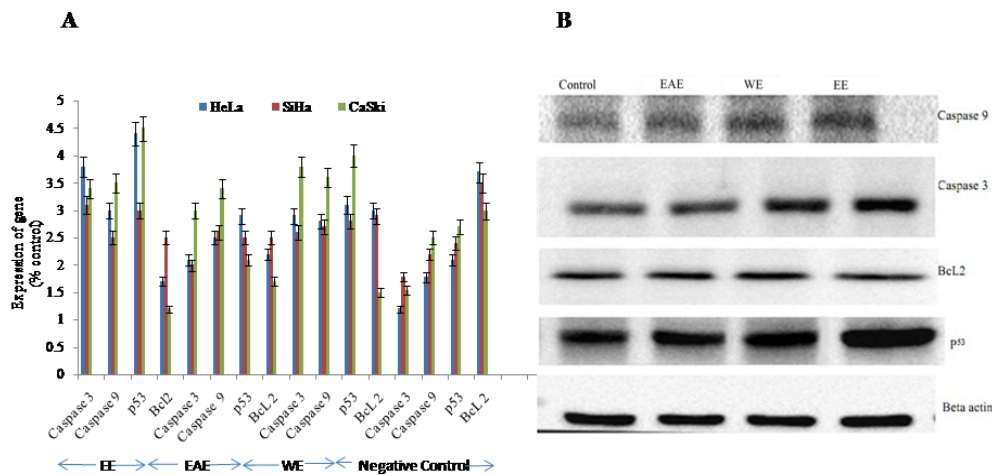 A
Expression of gene
(% control)
5
4.5
4
3.5
3
2.5
2
1.5
1
0.5
0
HeLa
SiHa
CaSki
Caspase 3
Caspase 9
p53
Bcl2
Caspase 3
Caspase 9
p53
BcL2
Caspase 3
Caspase 9
p53
BcL2
Caspase 3
Caspase 9
p53
BcL2
EE
EAE
WE
Negative Control
B
Control EAE WE EE
Caspase 9
Caspase 3
BcL2
P53
Beta actin